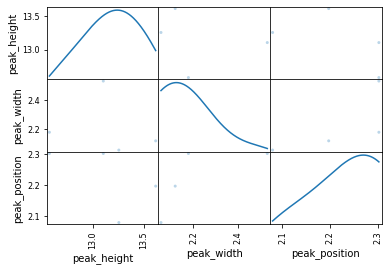 peak_height
13.5
13.0
peak_width
2.4
2.2
peak_position
2.3
2.2
2.1
13.0
13.5
2.2
2.4
2.1
2.2
2.3
peak_height
peak_width
peak_position